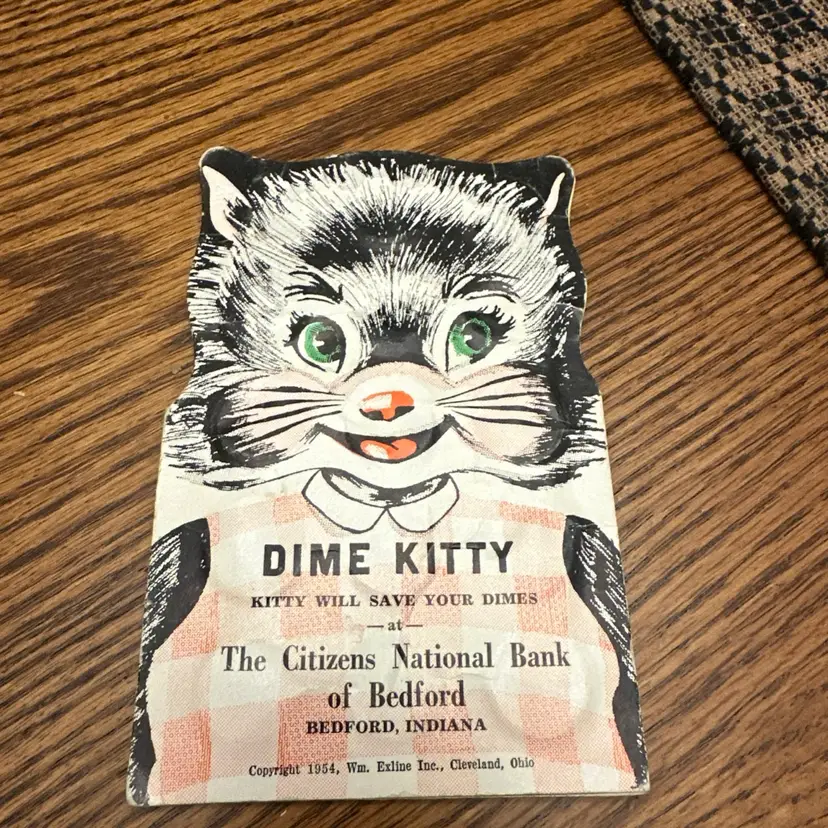 DIME KITTY
KITTY WILL SAVE YOUR DIMES
—at—
The Citizens National Bank
of Bedford
BEDFORD, INDIANA
Copyright 1954, Wm. Exline Inc., Cleveland, Ohio